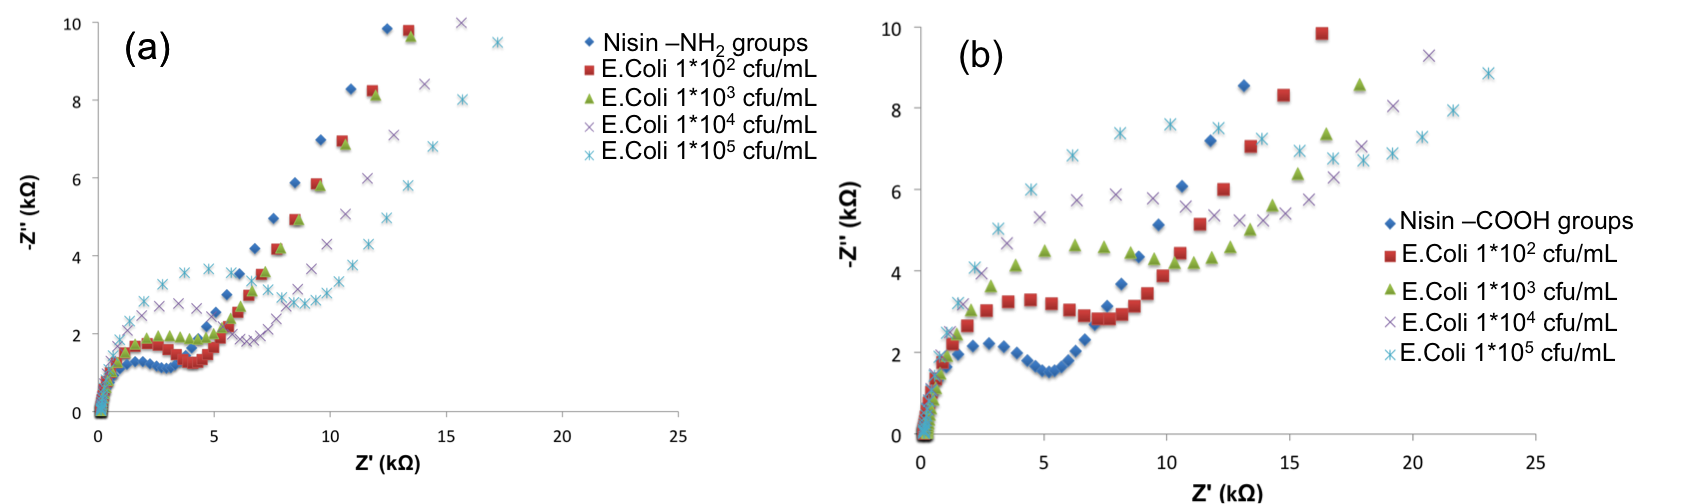 (a)
10
8
6
4
2
0
0 5 10 15 20 25
-Z'' (kΩ)
Z' (kΩ)
Nisin –NH₂ groups
E.Coli 1*10² cfu/mL
E.Coli 1*10³ cfu/mL
E.Coli 1*10⁴ cfu/mL
E.Coli 1*10⁵ cfu/mL
(b)
10
8
6
4
2
0
0 5 10 15 20 25
-Z'' (kΩ)
Z' (kΩ)
Nisin –COOH groups
E.Coli 1*10² cfu/mL
E.Coli 1*10³ cfu/mL
E.Coli 1*10⁴ cfu/mL
E.Coli 1*10⁵ cfu/mL